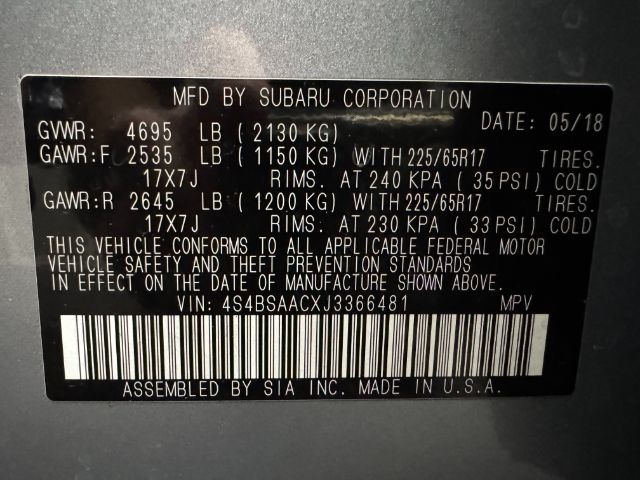 MFD BY SUBARU CORPORATION
DATE: 05/18
GVWR: 4695 LB ( 2130 KG)
GAWR:F 2535 LB ( 1150 KG) WITH 225/65R17 TIRES.
17X7J RIMS. AT 240 KPA ( 35 PSI) COLD
GAWR:R 2645 LB ( 1200 KG) WITH 225/65R17 TIRES.
17X7J RIMS. AT 230 KPA ( 33 PSI) COLD
THIS VEHICLE CONFORMS TO ALL APPLICABLE FEDERAL MOTOR
VEHICLE SAFETY AND THEFT PREVENTION STANDARDS
IN EFFECT ON THE DATE OF MANUFACTURE SHOWN ABOVE.
VIN: 4S4BSAACXJ3366481 MPV
ASSEMBLED BY SIA INC. MADE IN U.S.A.